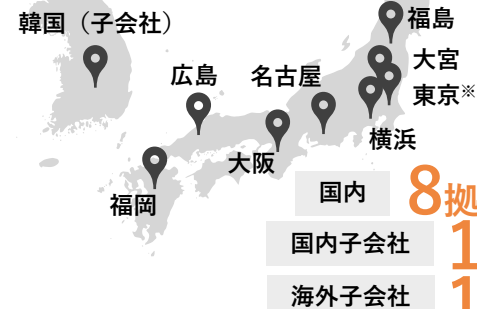 韓国（子会社）
福島
大宮
東京※
広島
名古屋
横浜
大阪
福岡
国内 8拠
国内子会社 1
海外子会社 1